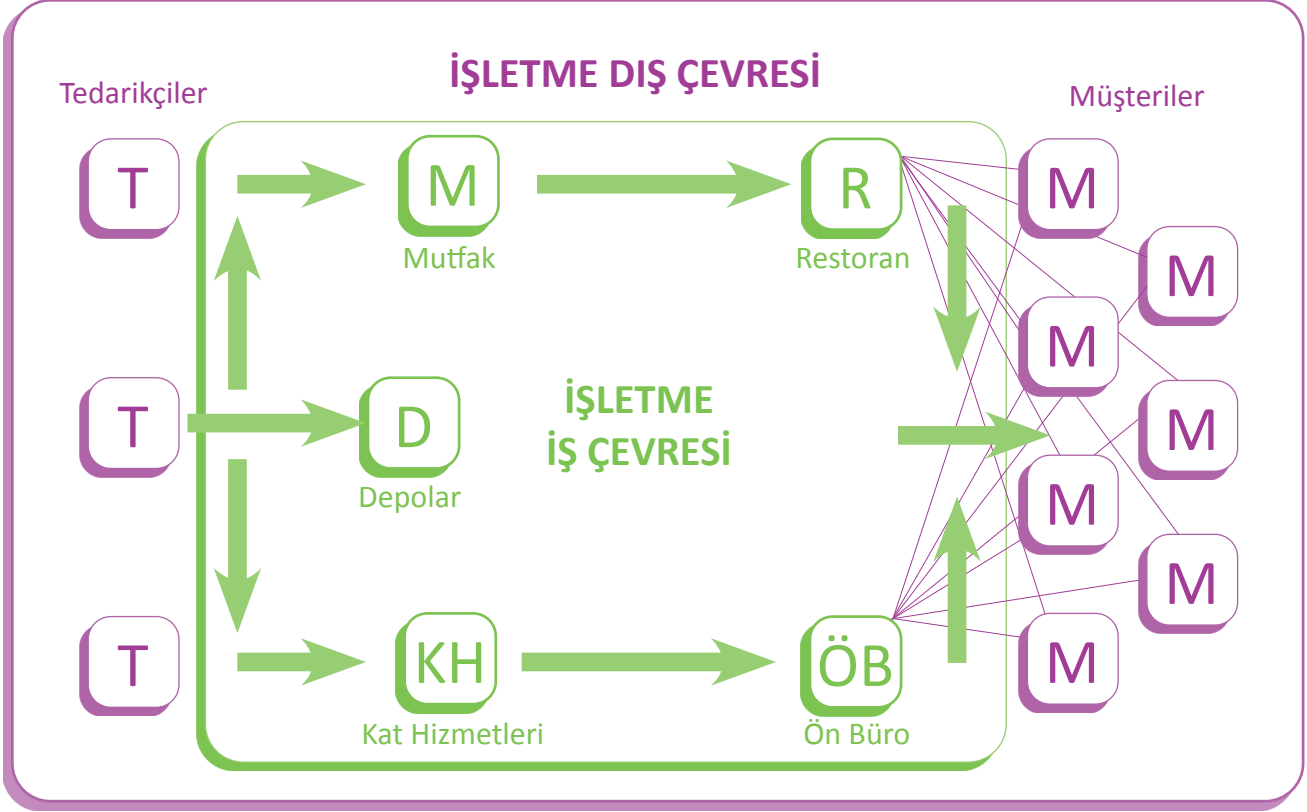 İŞLETME DIŞ ÇEVRESİ
Tedarikçiler
Müşteriler
T
M
Mutfak
R
Restoran
M
M
T
D
Depolar
İŞLETME
İŞ ÇEVRESİ
M
M
M
T
KH
Kat Hizmetleri
ÖB
Ön Büro
M
M